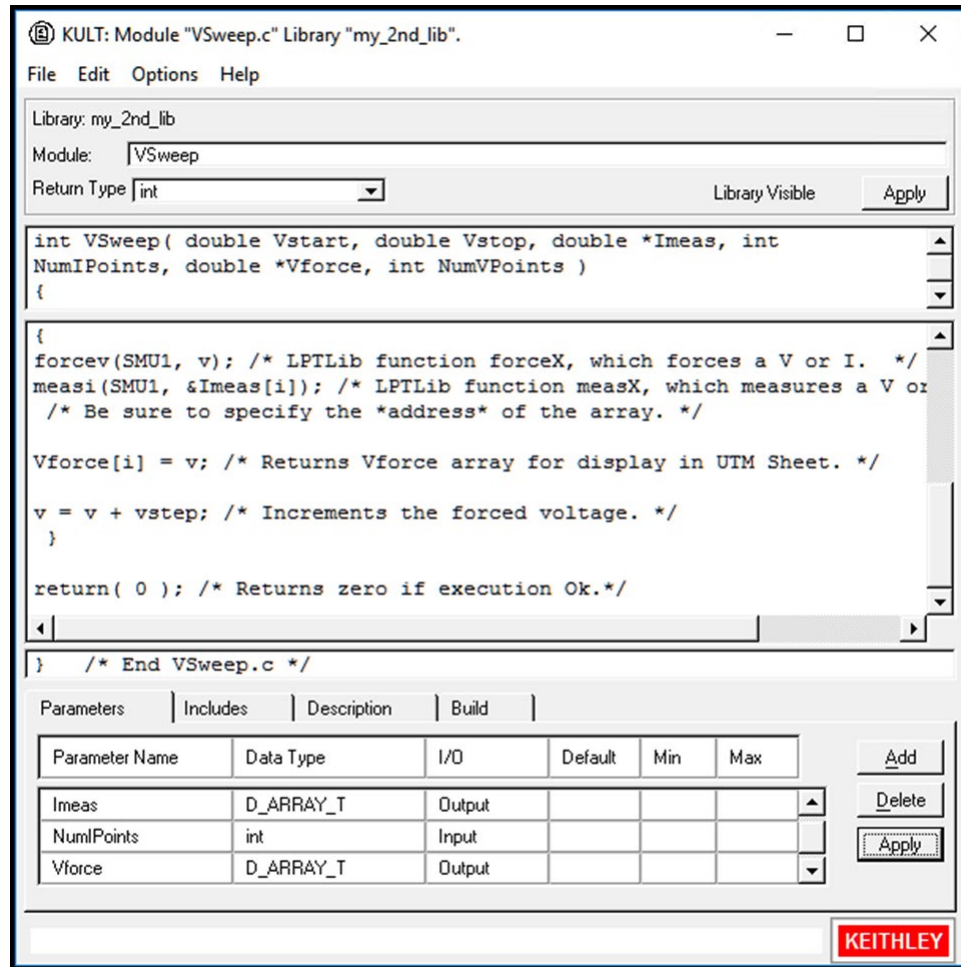 KULT: Module "VSweep.c" Library "my_2nd_lib".
File Edit Options Help
Library: my_2nd_lib
Module: VSweep
Return Type int Library Visible Apply
int VSweep( double Vstart, double Vstop, double *Imeas, int
NumIPoints, double *Vforce, int NumVPoints )
{
{
forcev(SMU1, v); /* LPTLib function forceX, which forces a V or I. */
measi(SMU1, &Imeas[i]); /* LPTLib function measX, which measures a V or
/* Be sure to specify the *address* of the array. */
Vforce[i] = v; /* Returns Vforce array for display in UTM Sheet. */
v = v + vstep; /* Increments the forced voltage. */
}
return( 0 ); /* Returns zero if execution Ok.*/
} /* End VSweep.c */
Parameters Includes Description Build
Parameter Name Data Type I/O Default Min Max Add
Imeas D_ARRAY_T Output Delete
NumIPoints int Input Apply
Vforce D_ARRAY_T Output
KEITHLEY